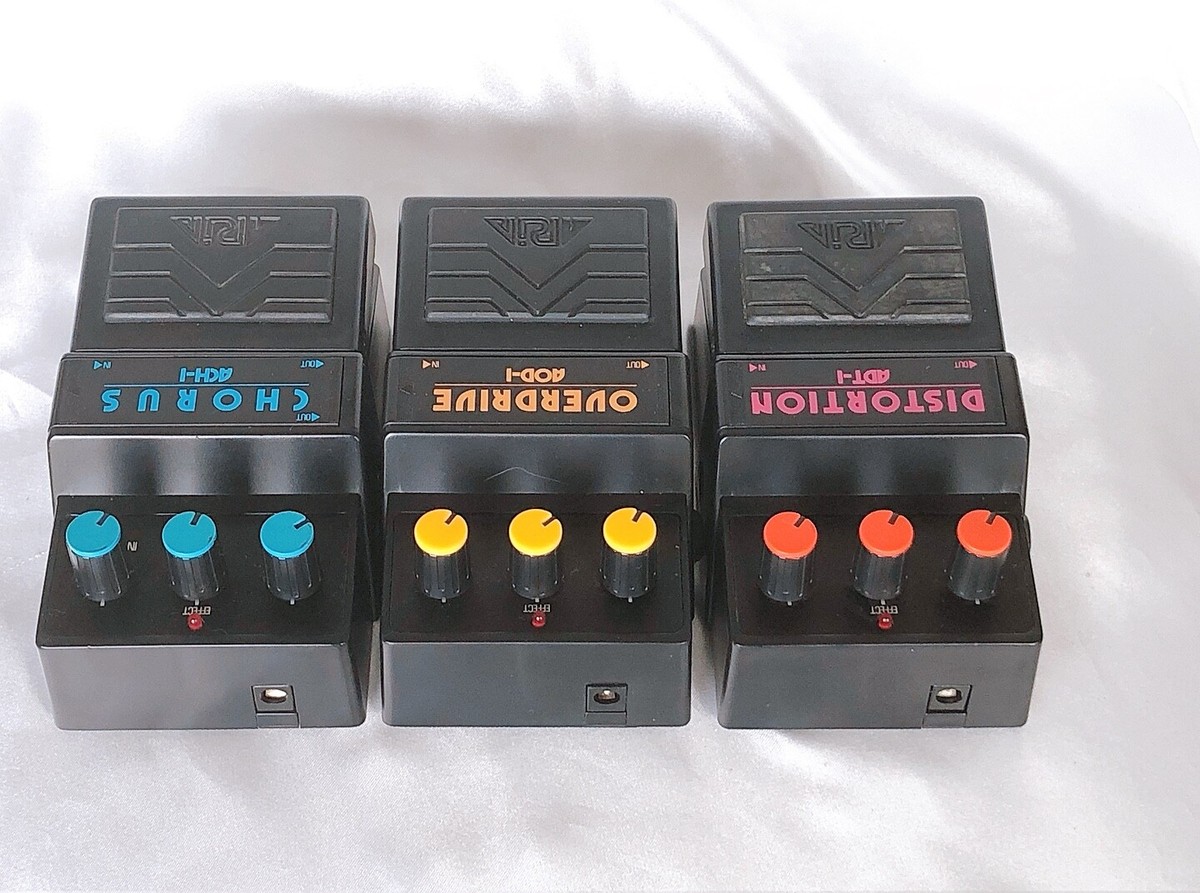 ARIA
CHORUS
ACH-1
OUT
IN
OUT
IN
EFFECT
ARIA
OVERDRIVE
AOD-1
OUT
IN
EFFECT
ARIA
DISTORTION
ADT-1
OUT
IN
EFFECT